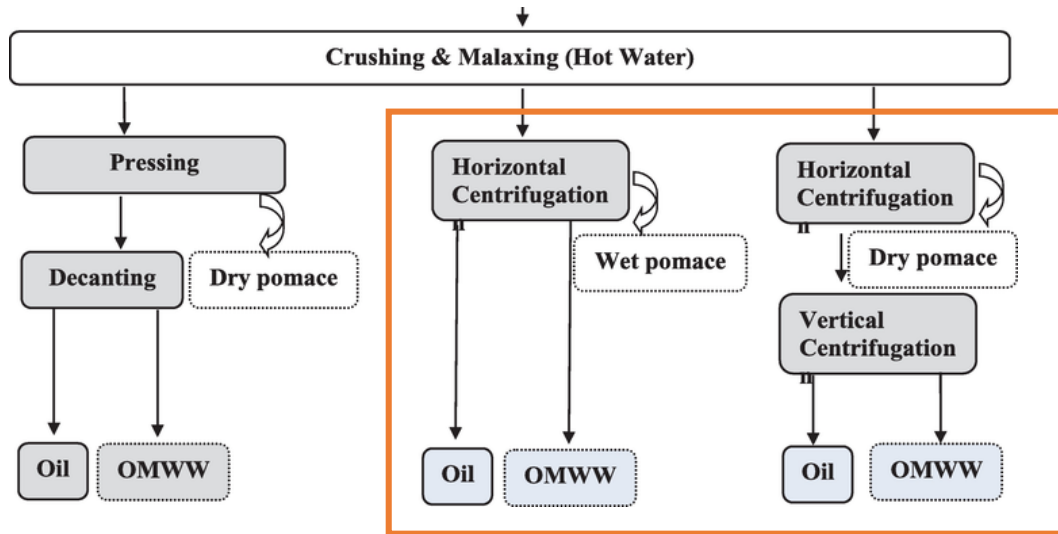 Crushing & Malaxing (Hot Water)
Pressing
Horizontal
Centrifugation
n
Horizontal
Centrifugation
n
Decanting
Dry pomace
Wet pomace
Dry pomace
Vertical
Centrifugation
n
Oil
OMWW
Oil
OMWW
Oil
OMWW